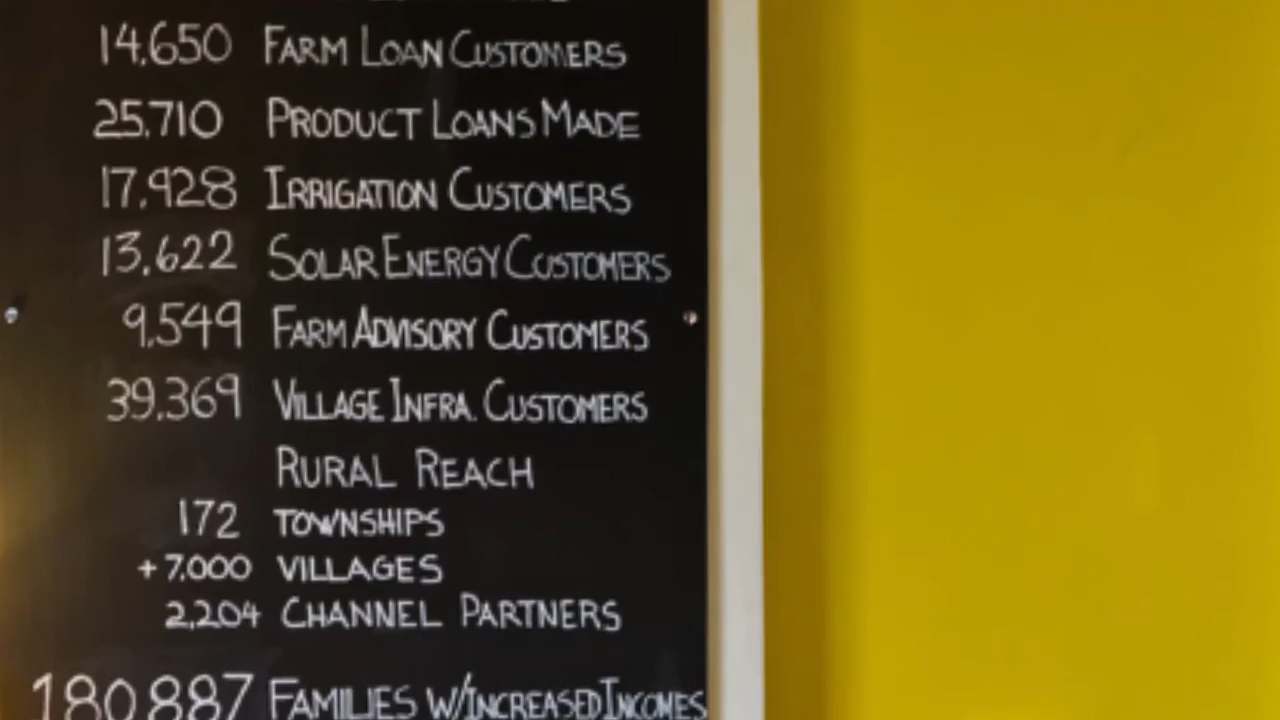 14,650 FARM LOAN CUSTOMERS
25,710 PRODUCT LOANS MADE
17,928 IRRIGATION CUSTOMERS
13,622 SOLAR ENERGY CUSTOMERS
9,549 FARM ADVISORY CUSTOMERS
39,369 VILLAGE INFRA. CUSTOMERS
RURAL REACH
172 TOWNSHIPS
+7,000 VILLAGES
2,204 CHANNEL PARTNERS
180,887 FAMILIES W/INCREASED INCOMES